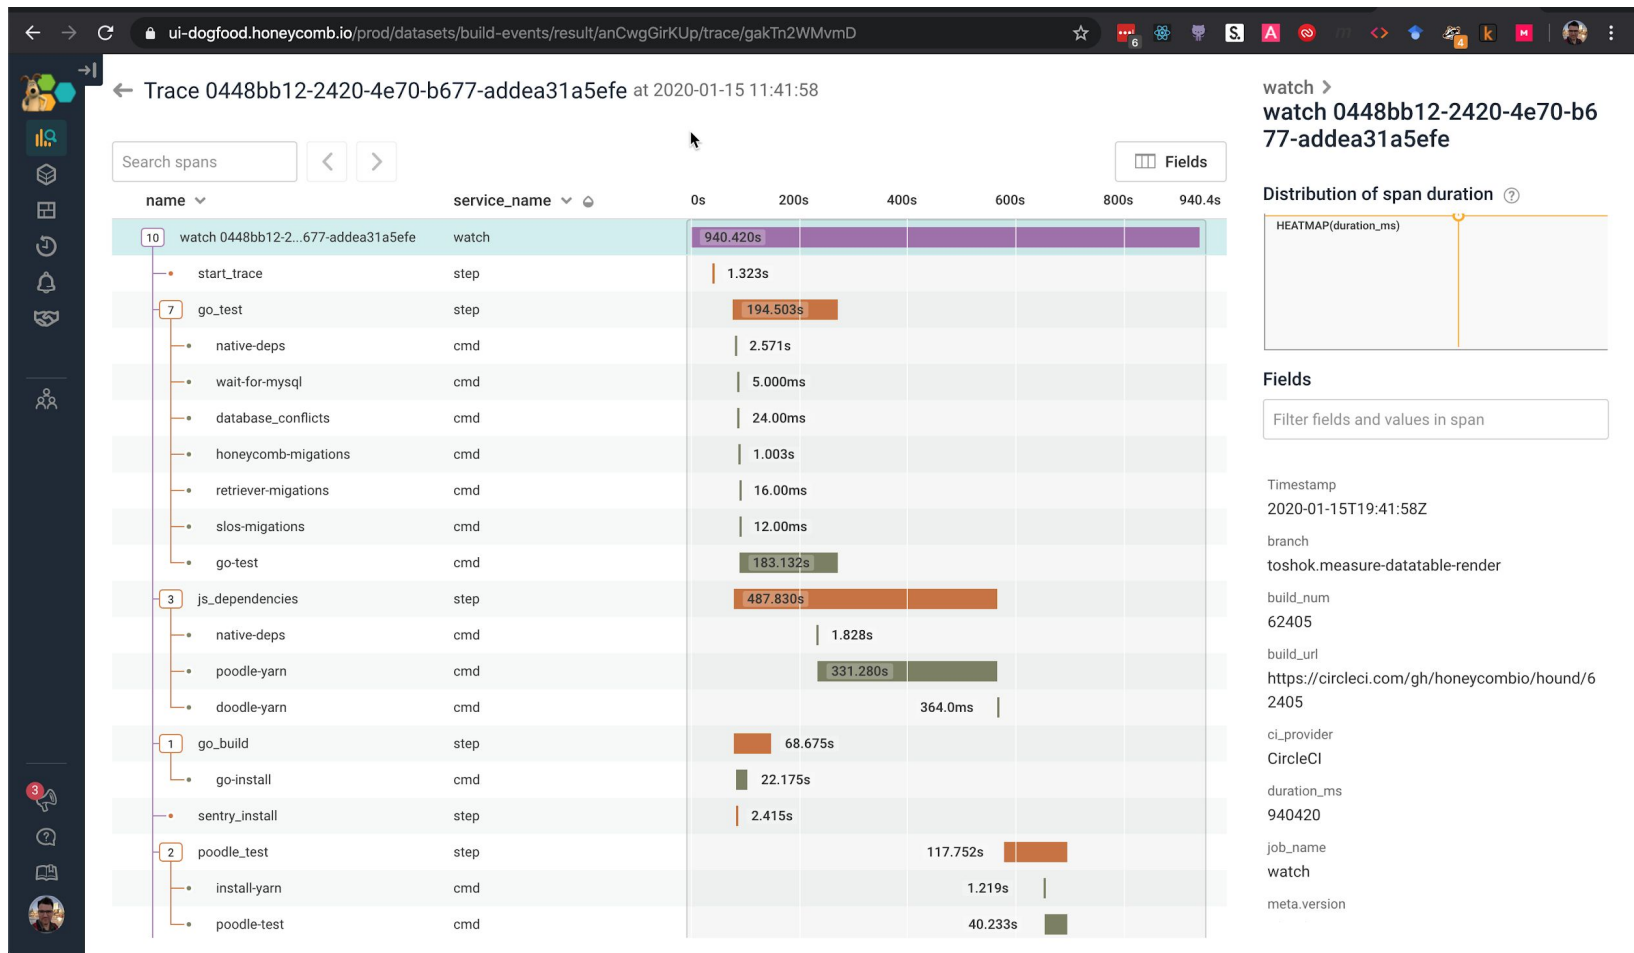 ui-dogfood.honeycomb.io/prod/datasets/build-events/result/anCwgGirKUp/trace/gakTn2WMvmD
6
S.
A
4
k
M
Trace 0448bb12-2420-4e70-b677-addea31a5efe at 2020-01-15 11:41:58
Search spans
Fields
name service_name 0s 200s 400s 600s 800s 940.4s
10 watch 0448bb12-2...677-addea31a5efe watch 940.420s
start_trace step 1.323s
7 go_test step 194.503s
native-deps cmd 2.571s
wait-for-mysql cmd 5.000ms
database_conflicts cmd 24.00ms
honeycomb-migations cmd 1.003s
retriever-migations cmd 16.00ms
slos-migations cmd 12.00ms
go-test cmd 183.132s
3 js_dependencies step 487.830s
native-deps cmd 1.828s
poodle-yarn cmd 331.280s
doodle-yarn cmd 364.0ms
1 go_build step 68.675s
go-install cmd 22.175s
sentry_install step 2.415s
2 poodle_test step 117.752s
install-yarn cmd 1.219s
poodle-test cmd 40.233s
3
watch
watch 0448bb12-2420-4e70-b6
77-addea31a5efe
Distribution of span duration
HEATMAP(duration_ms)
Fields
Filter fields and values in span
Timestamp
2020-01-15T19:41:58Z
branch
toshok.measure-datatable-render
build_num
62405
build_url
https://circleci.com/gh/honeycombio/hound/6
2405
ci_provider
CircleCI
duration_ms
940420
job_name
watch
meta.version